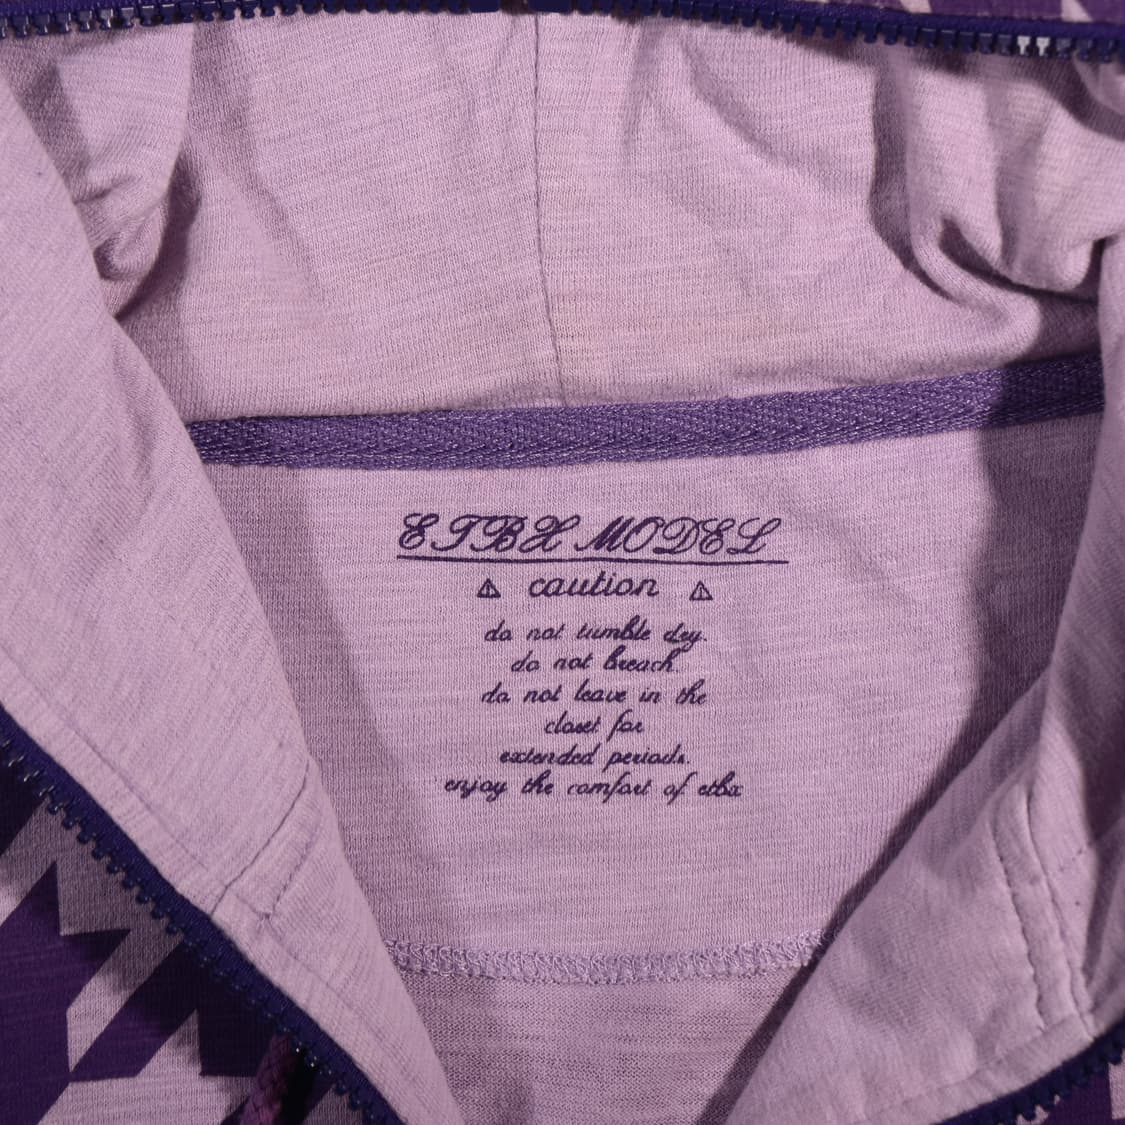 ETBX MODEL
caution
do not tumble dry.
do not breach.
do not leave in the
closet for
extended periods.
enjoy the comfort of etbx